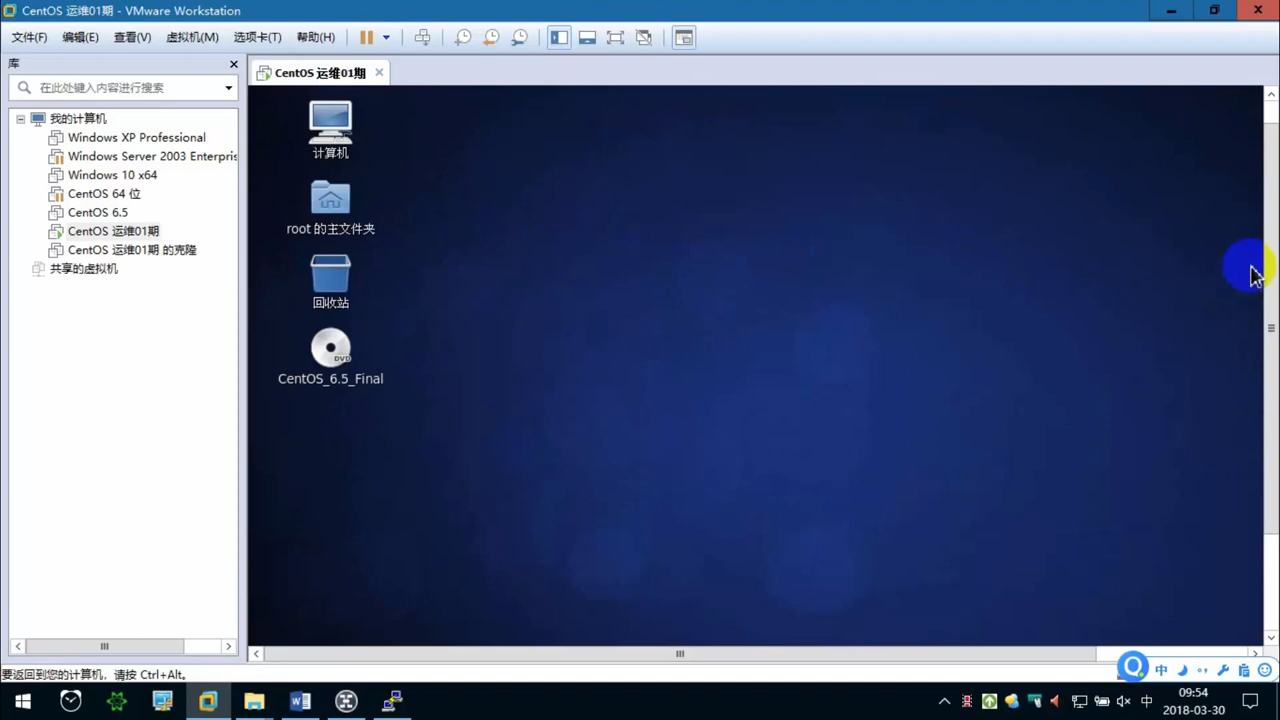 CentOS 运维01期 - VMware Workstation
文件(F) 编辑(E) 查看(V) 虚拟机(M) 选项卡(T) 帮助(H)
库
在此处键入内容进行搜索
我的计算机
Windows XP Professional
Windows Server 2003 Enterpris
Windows 10 x64
CentOS 64 位
CentOS 6.5
CentOS 运维01期
CentOS 运维01期 的克隆
共享的虚拟机
CentOS 运维01期
计算机
root 的主文件夹
回收站
DVD
CentOS_6.5_Final
要返回到您的计算机，请按 Ctrl+Alt。
中
中
09:54
2018-03-30